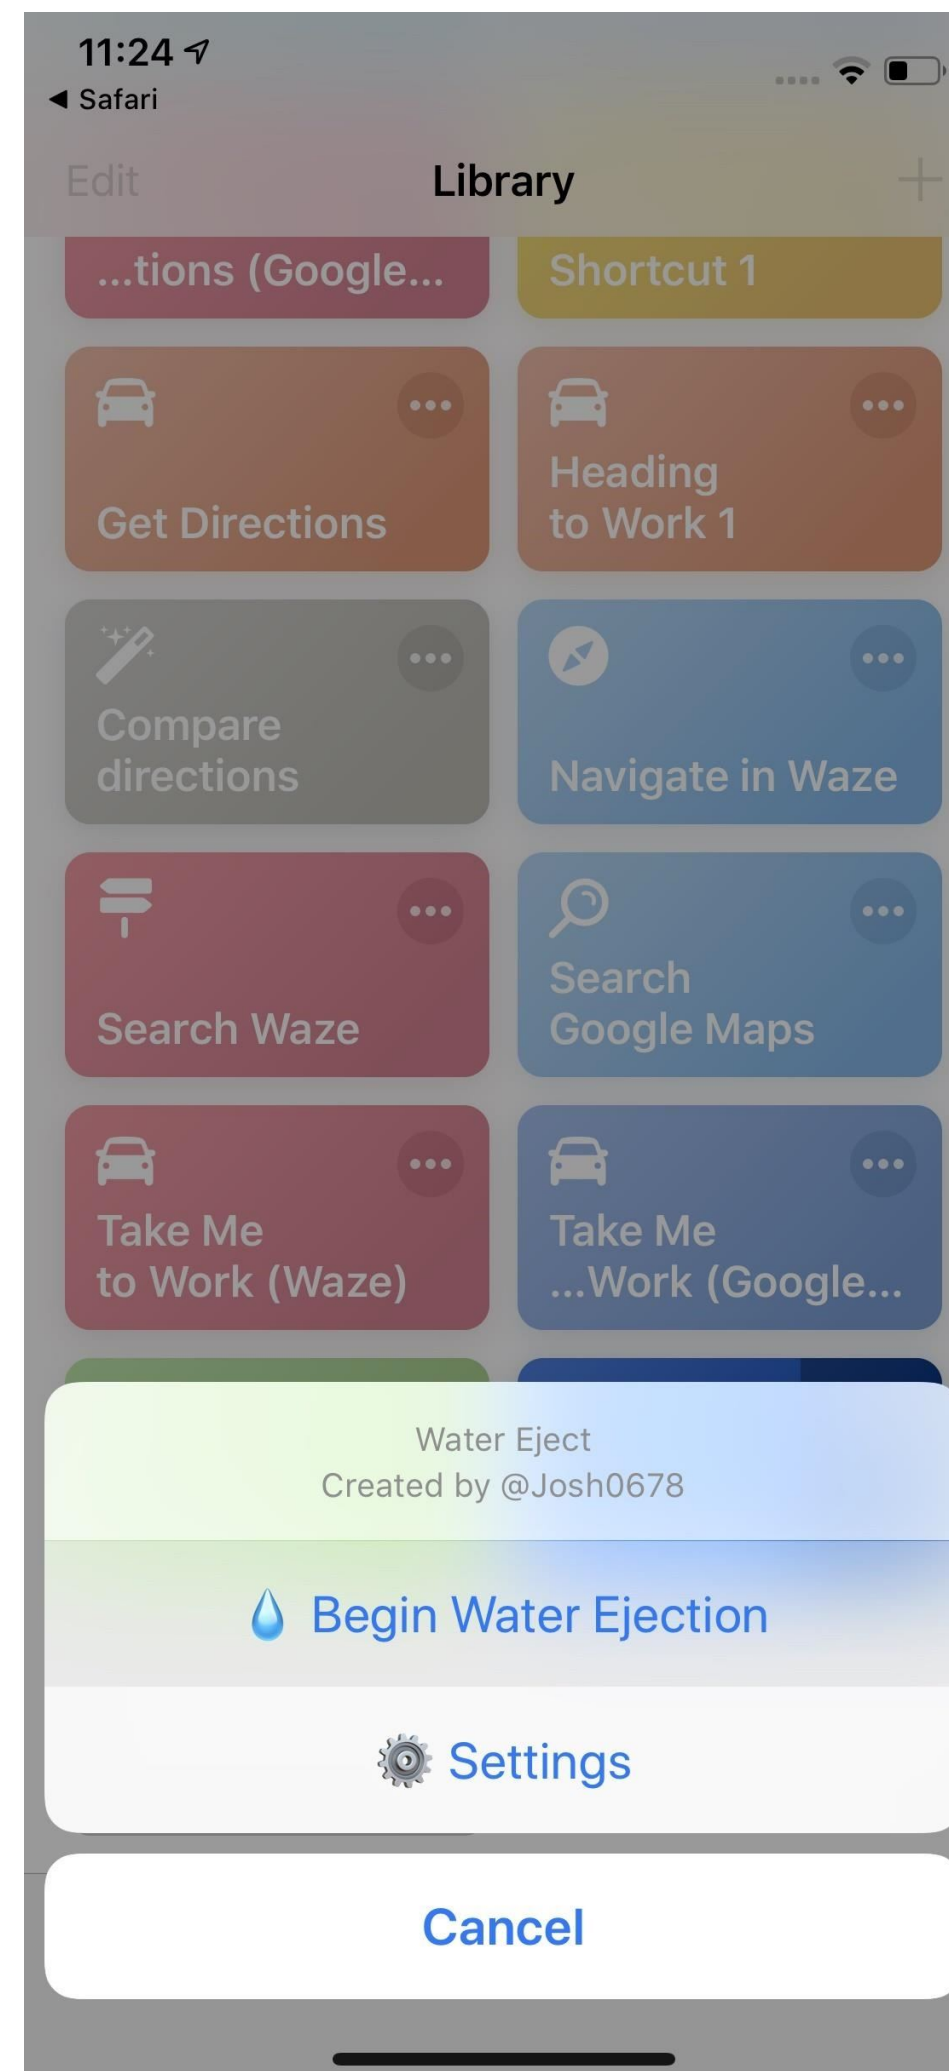 11:24
◀ Safari
Edit
Library
...tions (Google...
Shortcut 1
Get Directions
Heading
to Work 1
Compare
directions
Navigate in Waze
Search Waze
Search
Google Maps
Take Me
to Work (Waze)
Take Me
...Work (Google...
Water Eject
Created by @Josh0678
Begin Water Ejection
Settings
Cancel